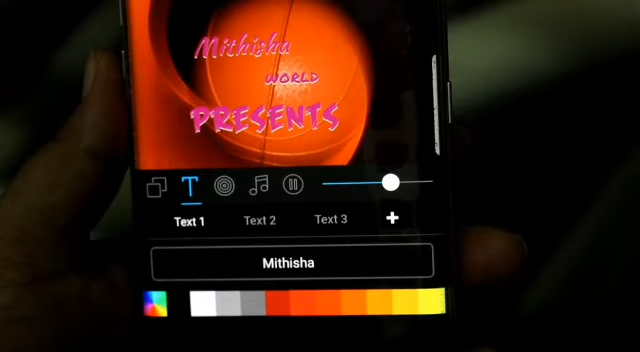 Mithisha
WORLD
PRESENTS
T
Text 1 Text 2 Text 3 +
Mithisha